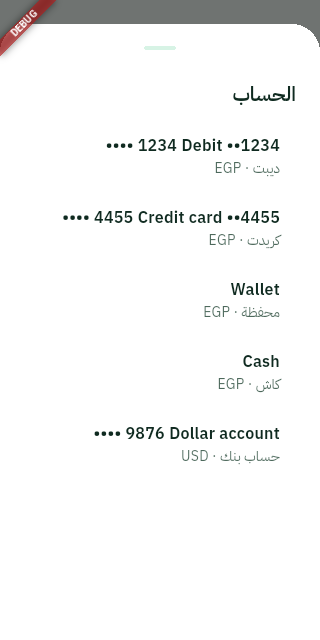 DEBUG
الحساب
•••• 1234 Debit ••1234
ديبت · EGP
•••• 4455 Credit card ••4455
كريدت · EGP
Wallet
محفظة · EGP
Cash
كاش · EGP
•••• 9876 Dollar account
حساب بنك · USD